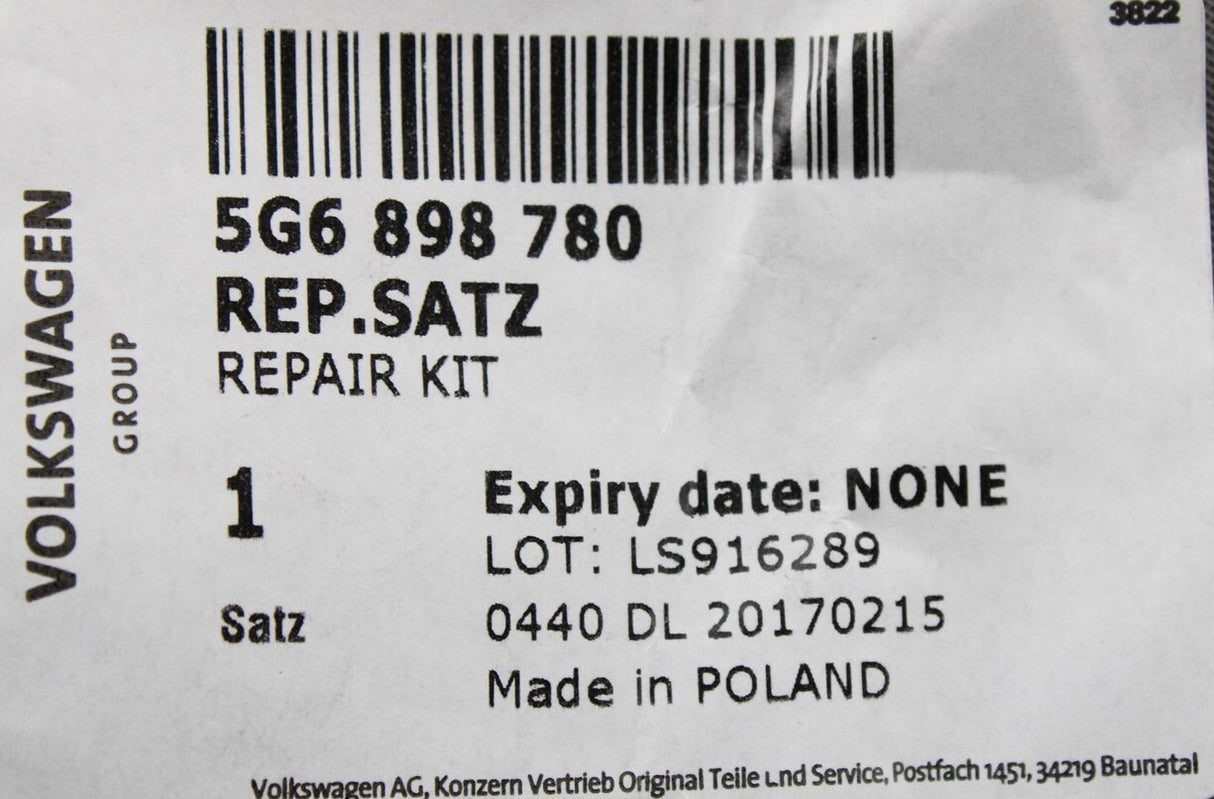 3822
5G6 898 780
REP.SATZ
REPAIR KIT
VOLKSWAGEN
GROUP
1
Satz
Expiry date: NONE
LOT: LS916289
0440 DL 20170215
Made in POLAND
Volkswagen AG, Konzern Vertrieb Original Teile und Service, Postfach 1451, 34219 Baunatal